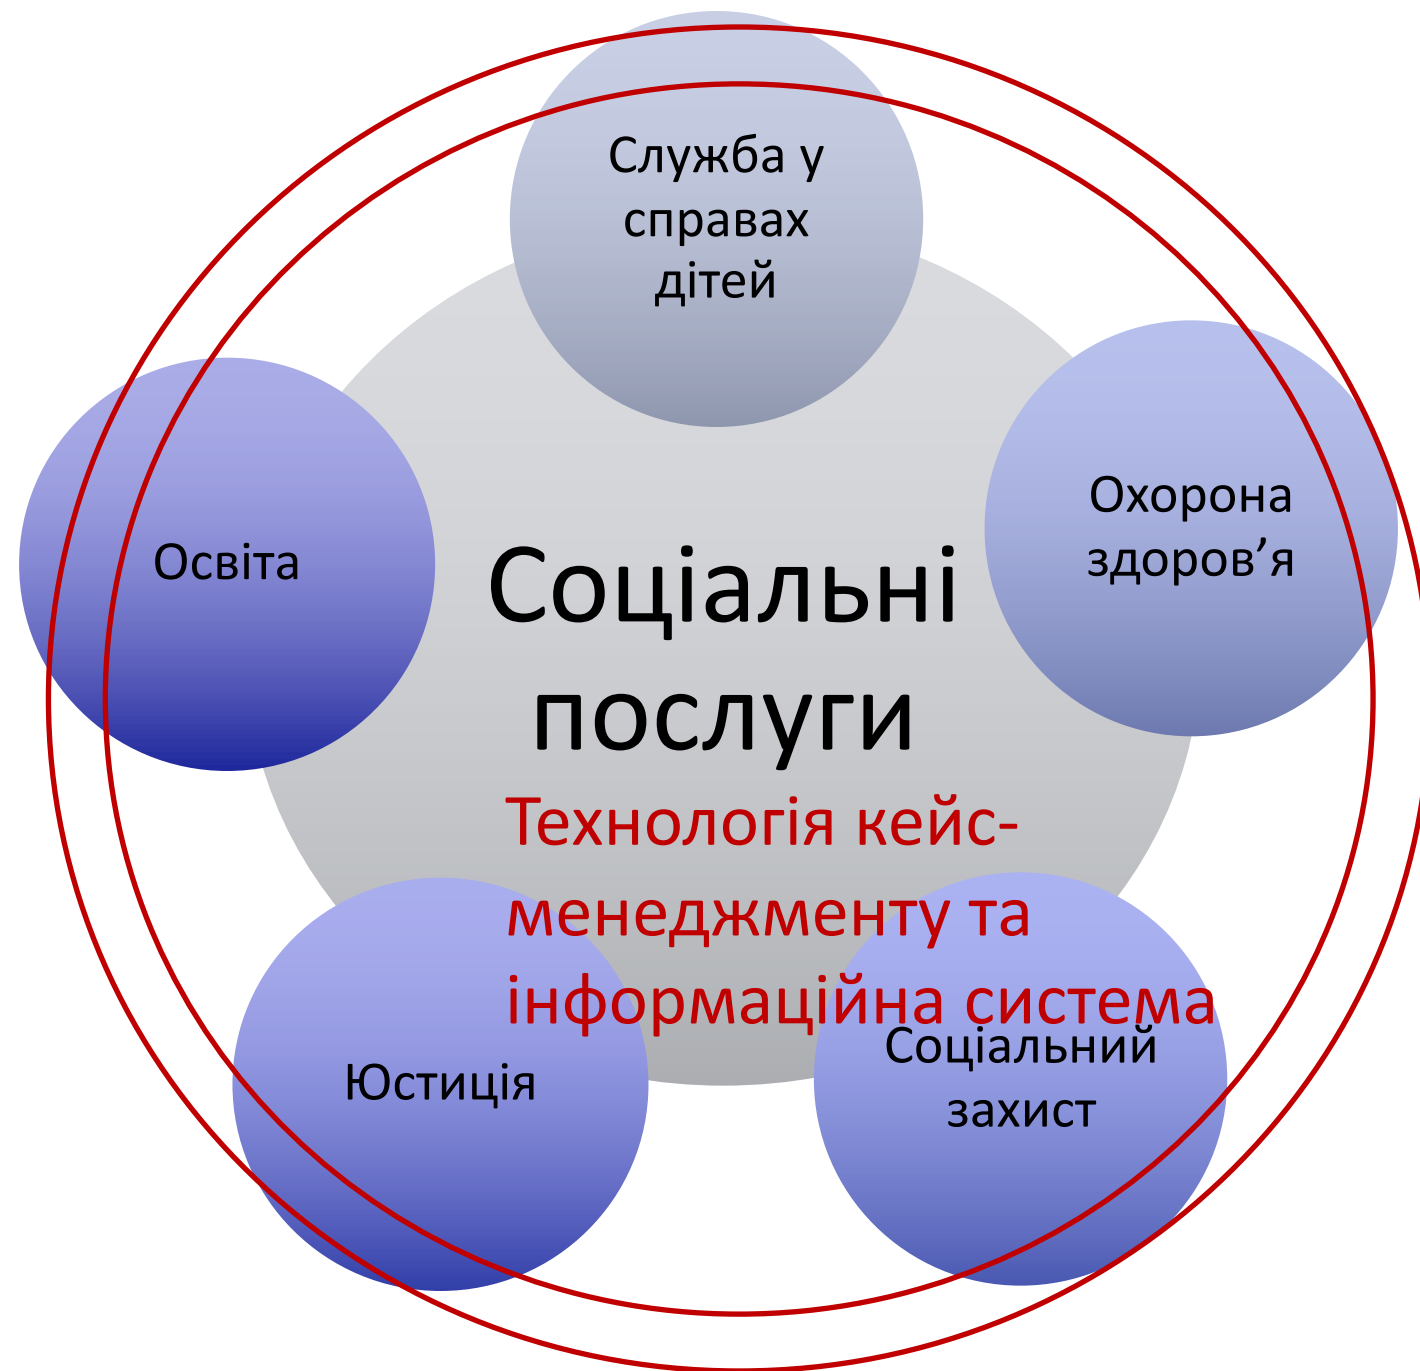 Служба у
справах
дітей
Охорона
здоров’я
Освіта
Соціальні
послуги
Технологія кейс-
менеджменту та
інформаційна система
Соціальний
захист
Юстиція